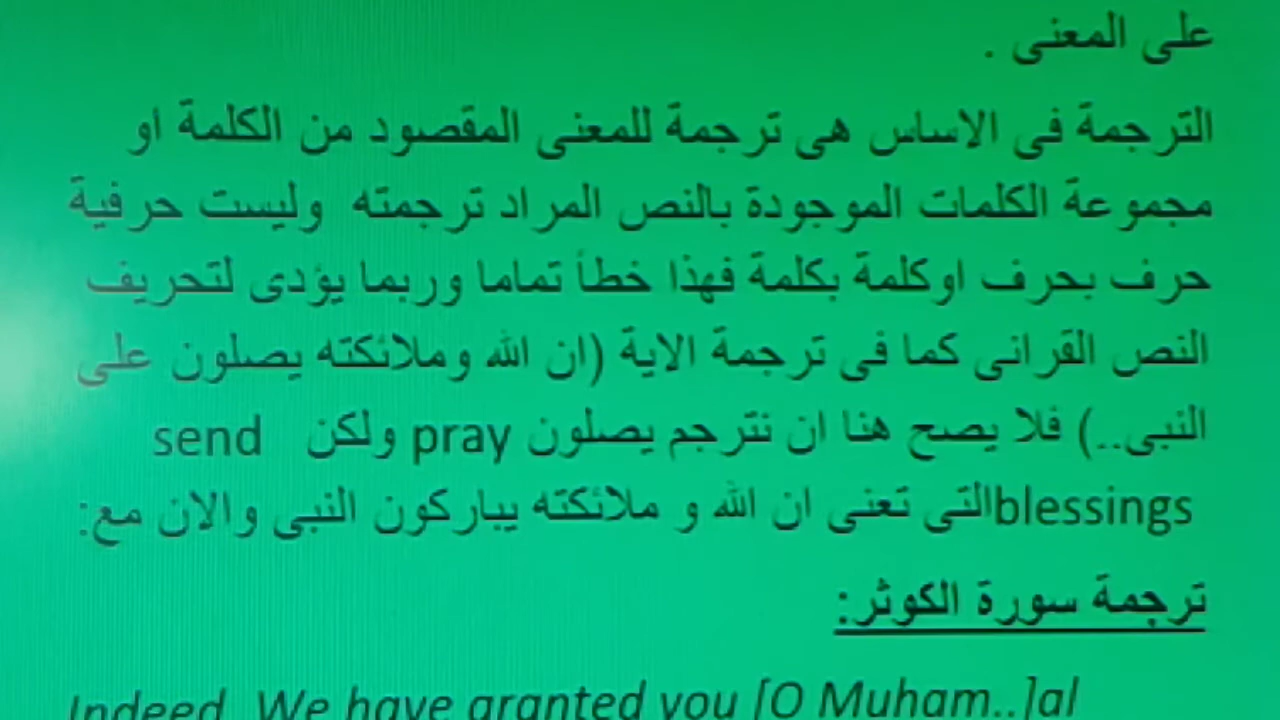 على المعنى .
الترجمة فى الاساس هى ترجمة للمعنى المقصود من الكلمة او
مجموعة الكلمات الموجودة بالنص المراد ترجمته وليست حرفية
حرف بحرف اوكلمة بكلمة فهذا خطأ تماما وربما يؤدى لتحريف
النص القرانى كما فى ترجمة الاية (ان الله وملائكته يصلون على
النبى..) فلا يصح هنا ان نترجم يصلون pray ولكن send
blessingsالتى تعنى ان الله و ملائكته يباركون النبى والان مع:
ترجمة سورة الكوثر:
Indeed, We have granted you [O Muham..]al